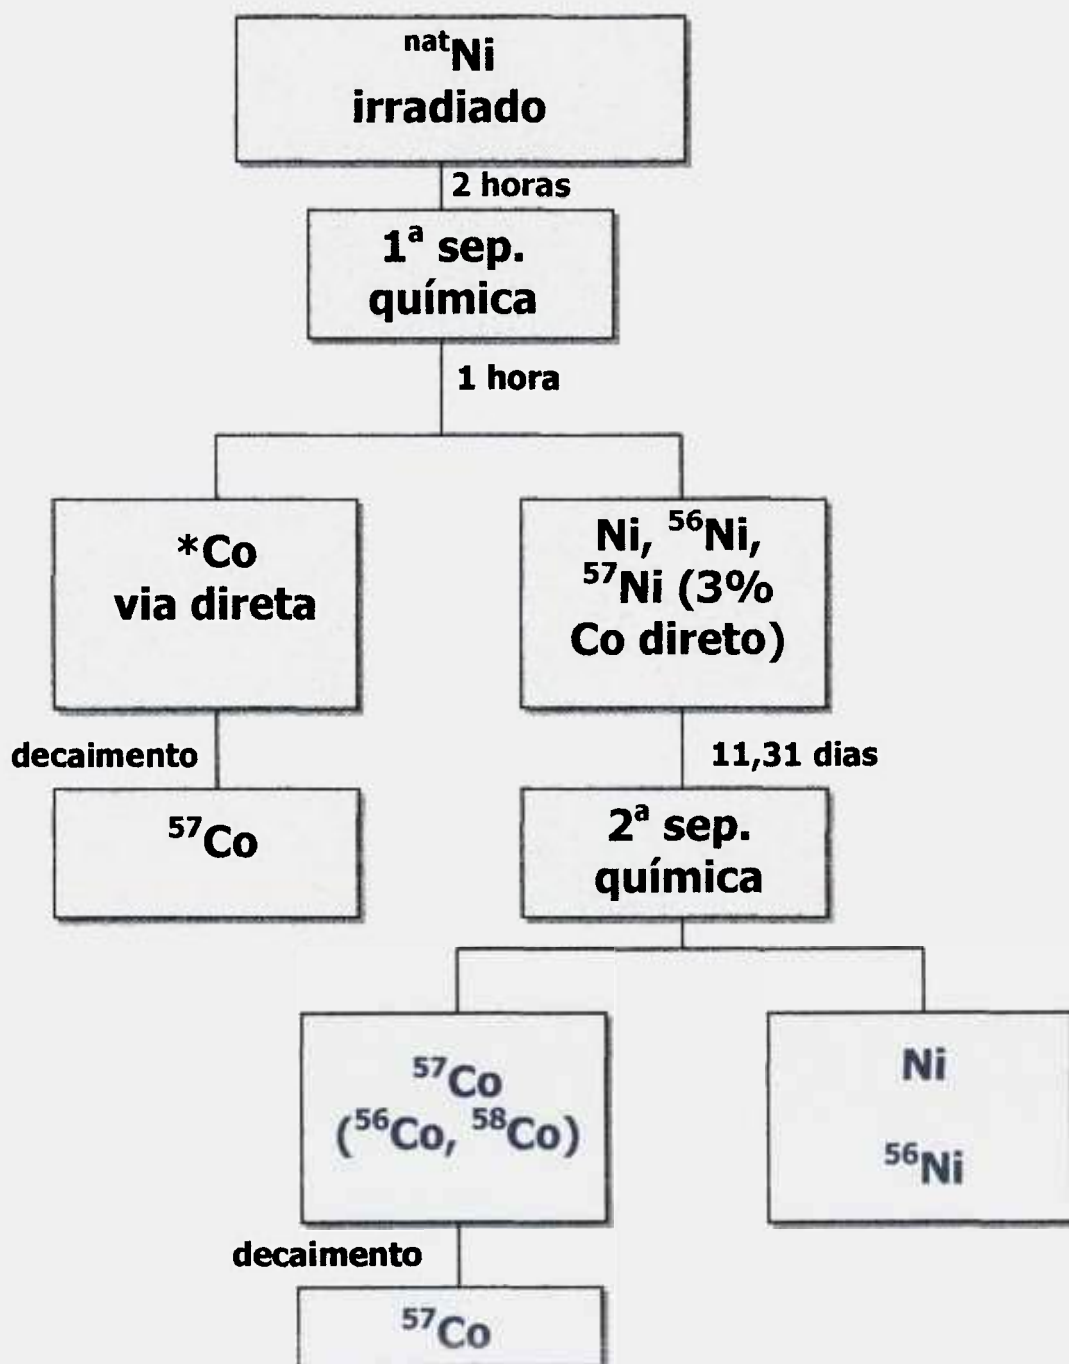 natNi
irradiado
2 horas
1ª sep.
química
1 hora
*Co
via direta
Ni, 56Ni,
57Ni (3%
Co direto)
decaimento
11,31 dias
57Co
2ª sep.
química
57Co
(56Co, 58Co)
Ni
56Ni
decaimento
57Co